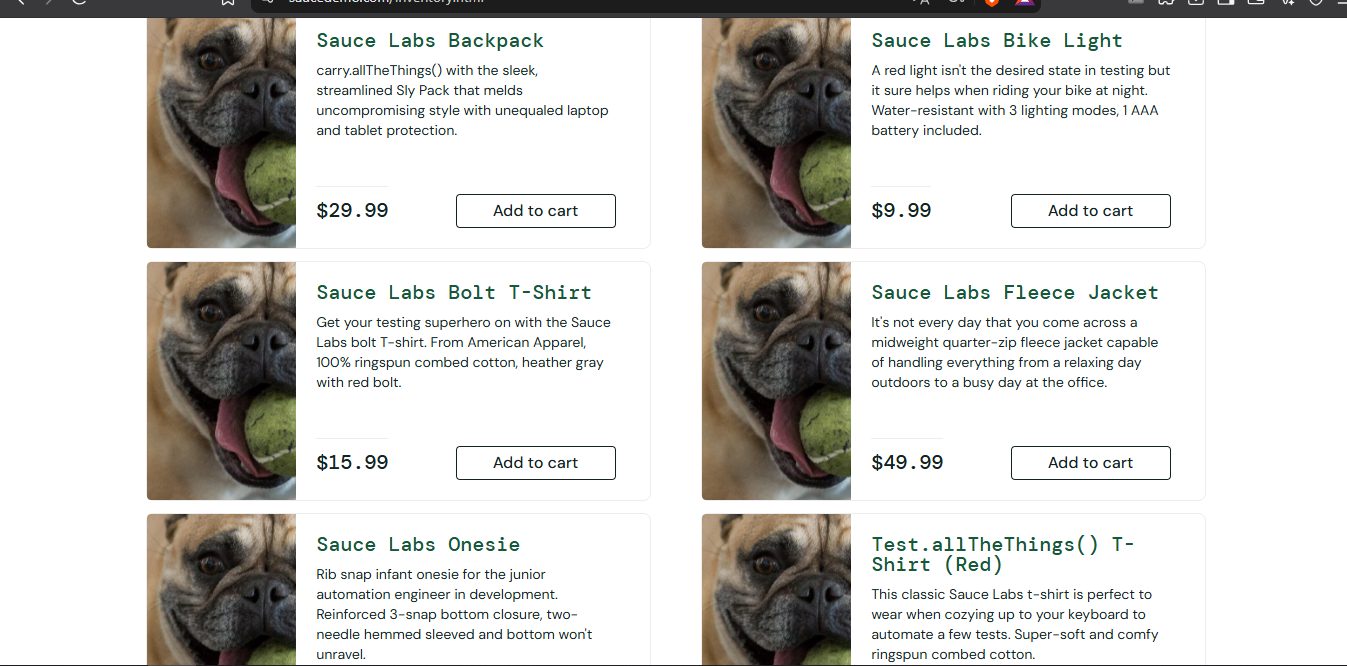 Sauce Labs Backpack
carry.allTheThings() with the sleek,
streamlined Sly Pack that melds
uncompromising style with unequaled laptop
and tablet protection.
$29.99
Add to cart
Sauce Labs Bike Light
A red light isn't the desired state in testing but
it sure helps when riding your bike at night.
Water-resistant with 3 lighting modes, 1 AAA
battery included.
$9.99
Add to cart
Sauce Labs Bolt T-Shirt
Get your testing superhero on with the Sauce
Labs bolt T-shirt. From American Apparel,
100% ringspun combed cotton, heather gray
with red bolt.
$15.99
Add to cart
Sauce Labs Fleece Jacket
It's not every day that you come across a
midweight quarter-zip fleece jacket capable
of handling everything from a relaxing day
outdoors to a busy day at the office.
$49.99
Add to cart
Sauce Labs Onesie
Rib snap infant onesie for the junior
automation engineer in development.
Reinforced 3-snap bottom closure, two-
needle hemmed sleeved and bottom won't
unravel.
Test.allTheThings() T-
Shirt (Red)
This classic Sauce Labs t-shirt is perfect to
wear when cozying up to your keyboard to
automate a few tests. Super-soft and comfy
ringspun combed cotton.